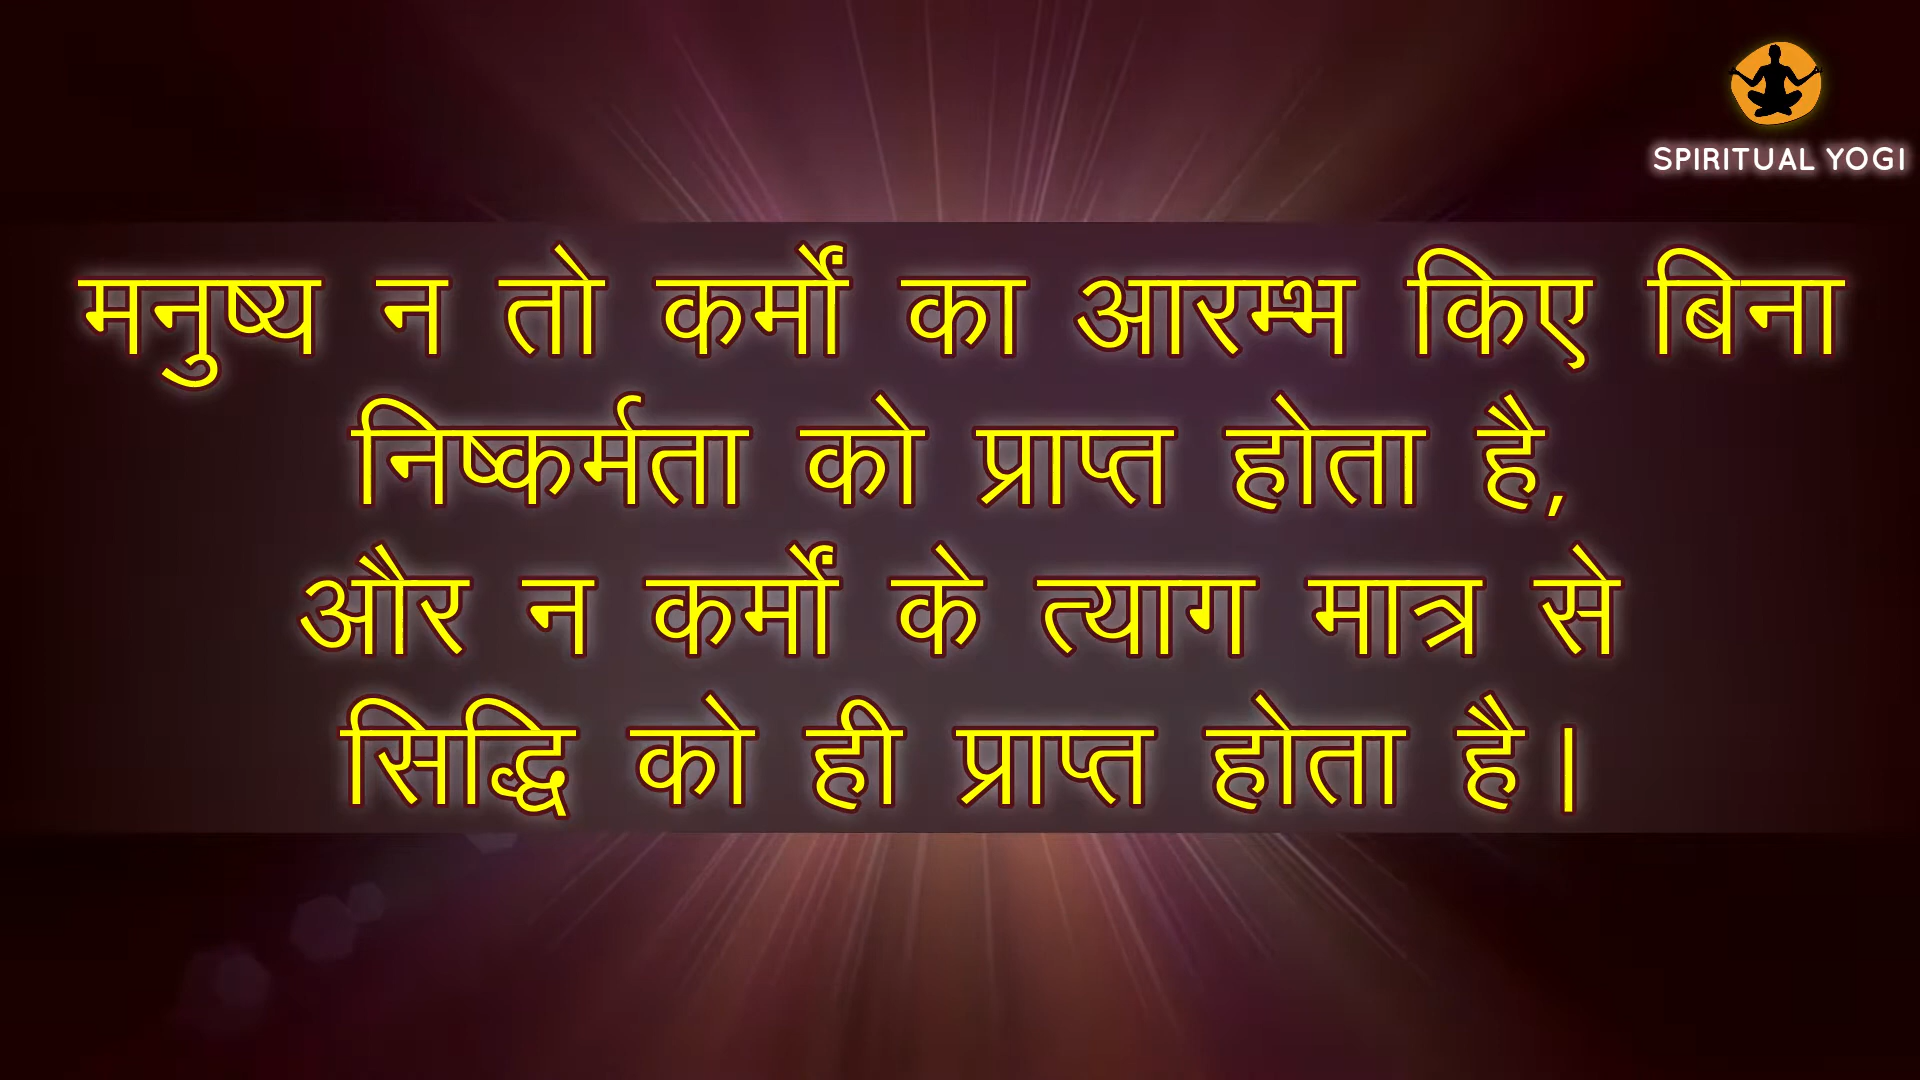 SPIRITUAL YOGI
मनुष्य न तो कर्मों का आरम्भ किए बिना
निष्कर्मता को प्राप्त होता है,
और न कर्मों के त्याग मात्र से
सिद्धि को ही प्राप्त होता है।